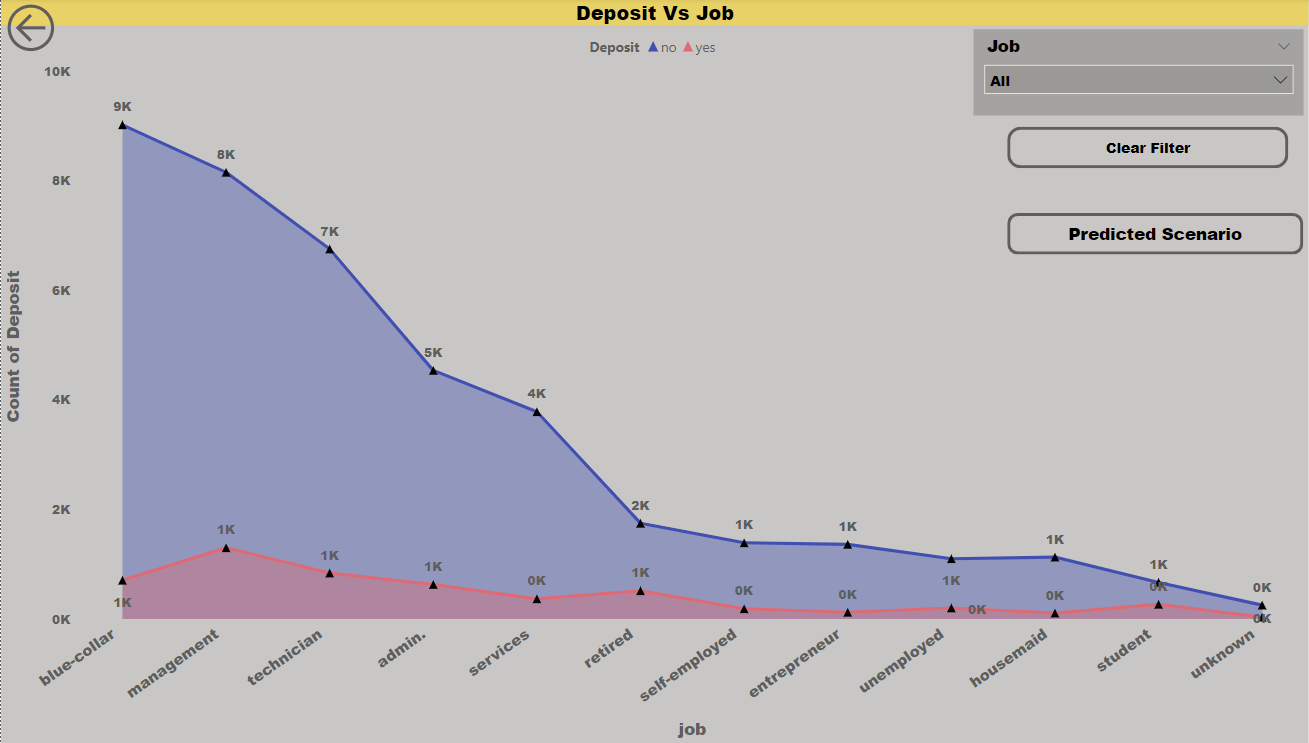 Deposit Vs Job
Deposit no yes
Job
All
Clear Filter
Predicted Scenario
Count of Deposit
10K
8K
6K
4K
2K
0K
9K
8K
7K
5K
4K
2K
1K
1K
1K
1K
1K
0K
1K
1K
1K
1K
0K
1K
0K
0K
0K
0K
0K
0K
blue-collar
management
technician
admin.
services
retired
self-employed
entrepreneur
unemployed
housemaid
student
unknown
job